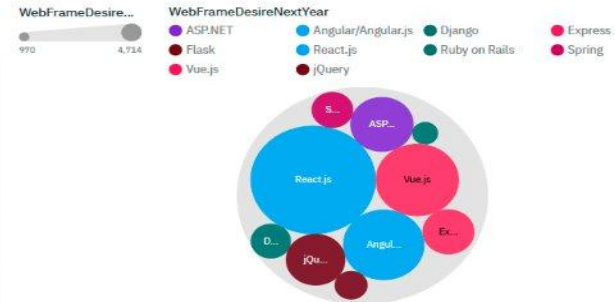 WebFrameDesire...
970 4,714
WebFrameDesireNextYear
ASP.NET Angular/Angular.js Django Express
Flask React.js Ruby on Rails Spring
Vue.js jQuery
S...
ASP...
React.js
Vue.js
Ex...
D...
Angul...
jQu...